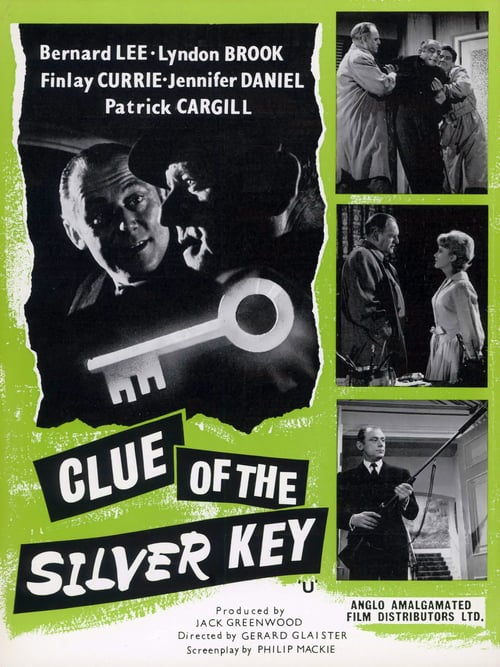 Bernard LEE · Lyndon BROOK
Finlay CURRIE · Jennifer DANIEL
Patrick CARGILL
CLUE OF THE
SILVER KEY
'U'
Produced by
JACK GREENWOOD
Directed by GERARD GLAISTER
Screenplay by PHILIP MACKIE
ANGLO AMALGAMATED
FILM DISTRIBUTORS LTD.